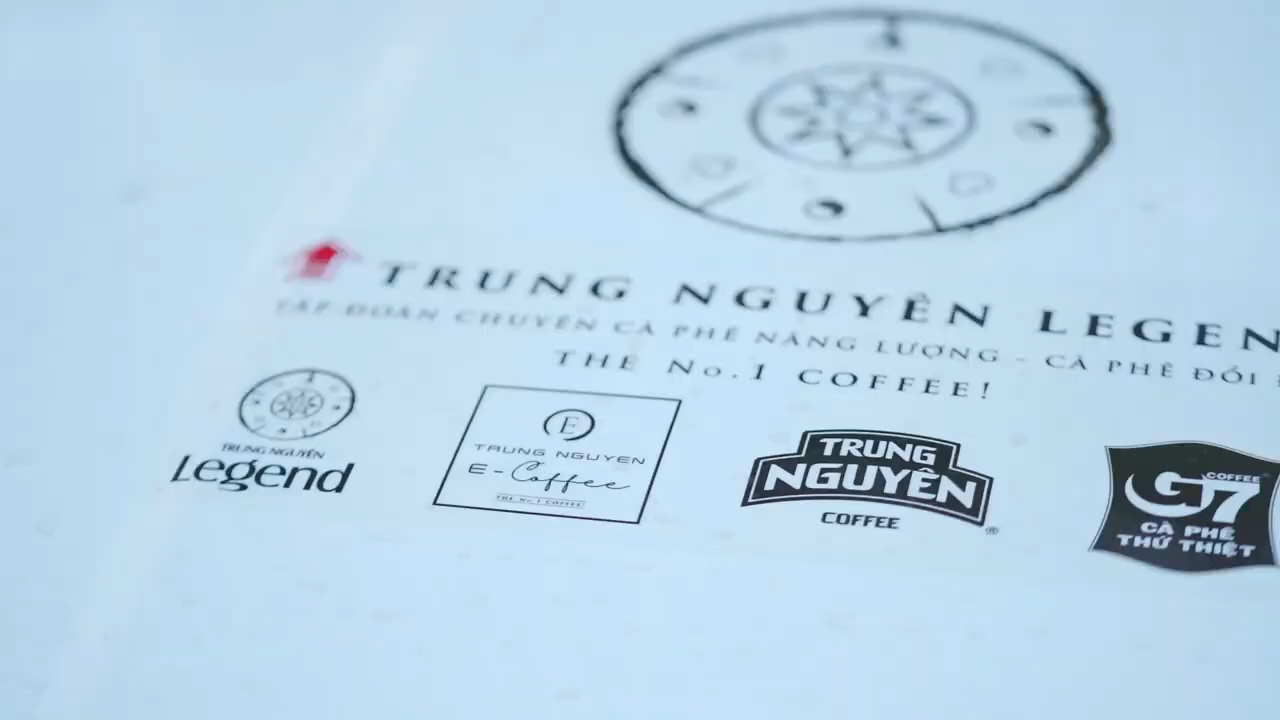 TRUNG NGUYÊN LEGEN
TẬP ĐOÀN CHUYÊN CÀ PHÊ NĂNG LƯỢNG - CÀ PHÊ ĐỔI
THE No.1 COFFEE!
TRUNG NGUYÊN
Legend
E
TRUNG NGUYEN
E-Coffee
THE No.1 COFFEE
TRUNG
NGUYÊN
COFFEE
®
G7
COFFEE
CÀ PHÊ
THỨ THIỆT